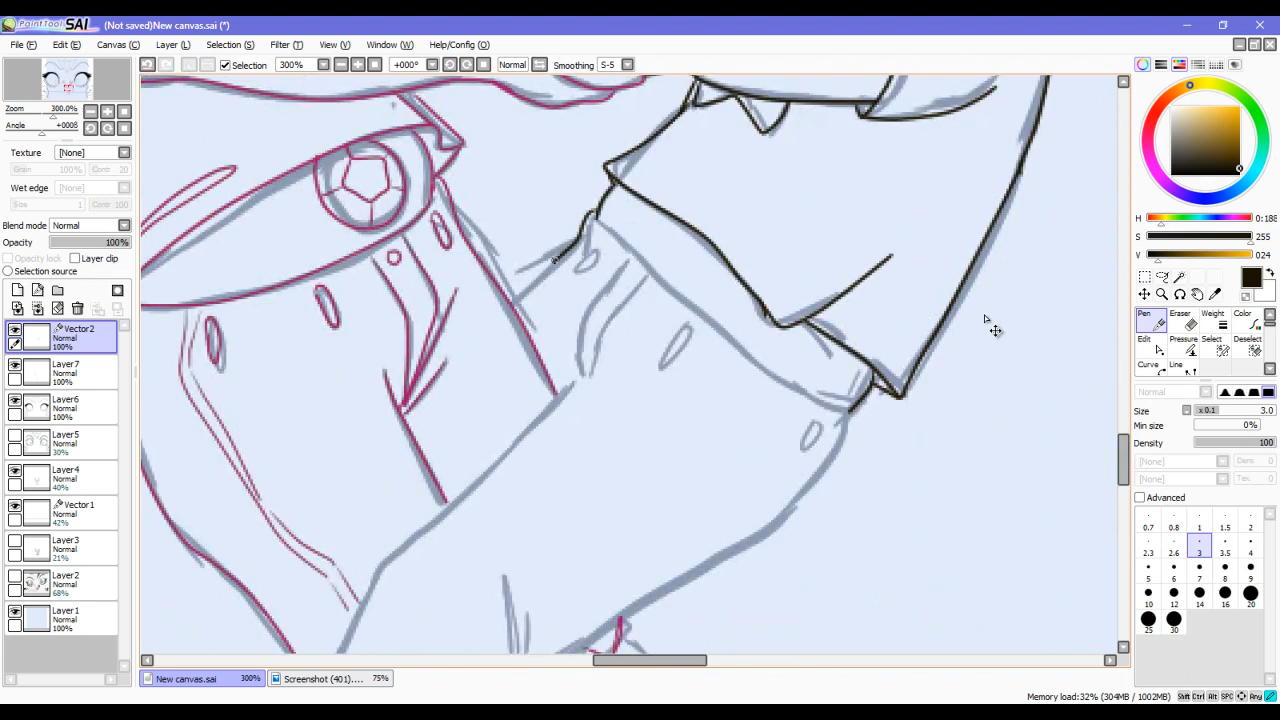 PaintTool SAI (Not saved)New canvas.sai (*)
File (F) Edit (E) Canvas (C) Layer (L) Selection (S) Filter (T) View (V) Window (W) Help/Config (O)
Selection 300% +000° Normal Smoothing S-5
Zoom 300.0%
Angle +000§
Texture [None]
Grain 100% Contr 20
Wet edge [None]
Size 1 Contr 100
Blend mode Normal
Opacity 100%
Opacity lock Layer clip
Selection source
Vector2
Normal
100%
Layer7
Normal
100%
Layer6
Normal
100%
Layer5
Normal
30%
Layer4
Normal
40%
Vector1
Normal
42%
Layer3
Normal
21%
Layer2
Normal
68%
Layer1
Normal
100%
H 0:188
S 255
V 024
Pen Eraser Weight Color
Edit Pressure Select Deselect
Curve Line
Normal
Size x 0.1 3.0
Min size 0%
Density 100
[None] Dens 0
[None] Tex. 0
Advanced
0.7 0.8 1 1.5 2
2.3 2.6 3 3.5 4
5 6 7 8 9
10 12 14 16 20
25 30
New canvas.sai 300% Screenshot (401).... 75%
Memory load:32% (304MB / 1002MB) Shift Ctrl Alt SPC Any